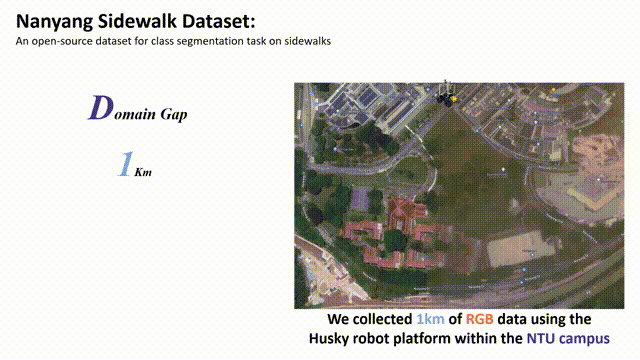 Nanyang Sidewalk Dataset:
An open-source dataset for class segmentation task on sidewalks
Domain Gap
1 Km
We collected 1km of RGB data using the
Husky robot platform within the NTU campus